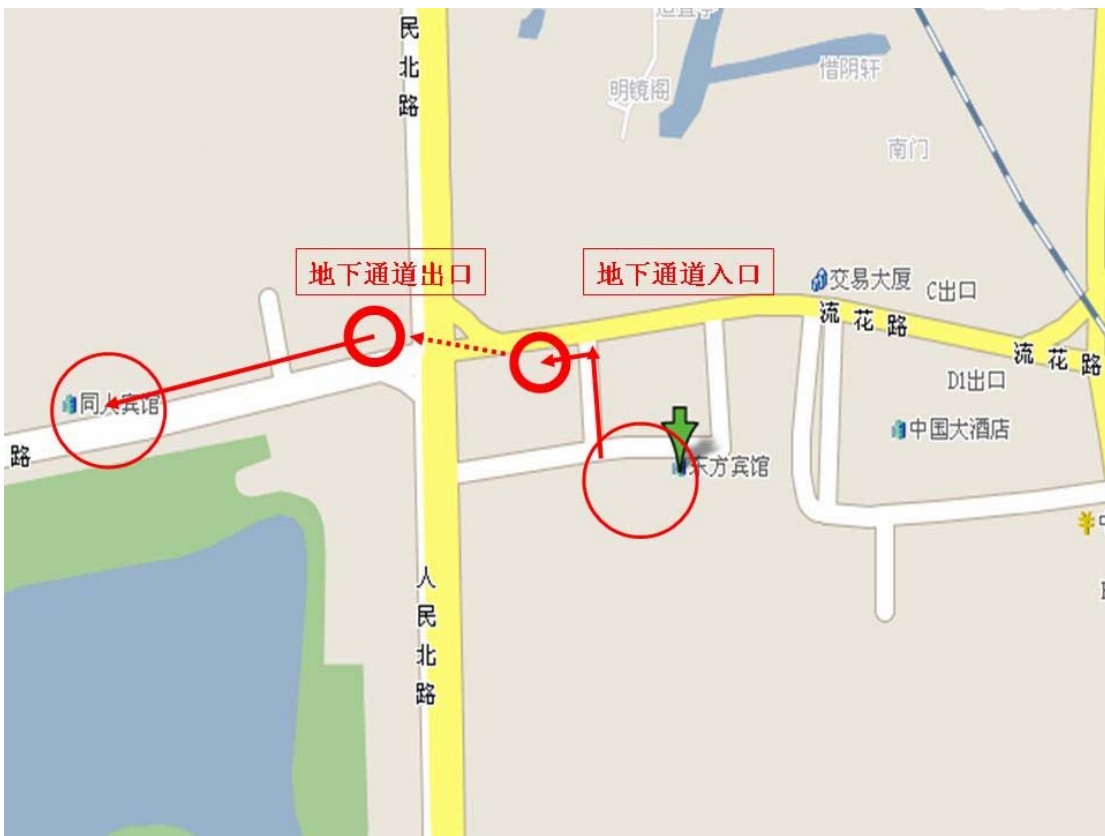 民北路
惜阴轩
明镜阁
南门
地下通道出口
地下通道入口
交易大厦
C出口
流花路
流花路
D1出口
同人宾馆
中国大酒店
路
东方宾馆
人民北路